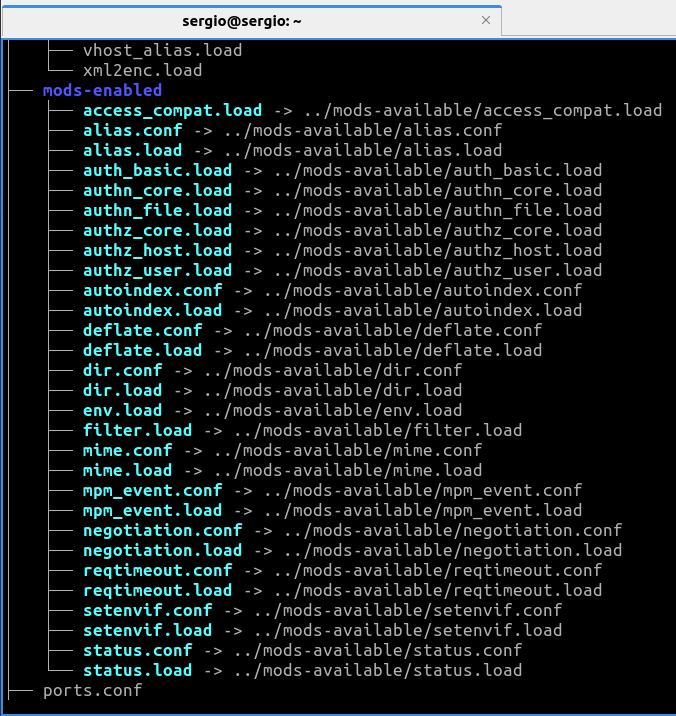 sergio@sergio: ~
├── vhost_alias.load
└── xml2enc.load
├── mods-enabled
├── access_compat.load -> ../mods-available/access_compat.load
├── alias.conf -> ../mods-available/alias.conf
├── alias.load -> ../mods-available/alias.load
├── auth_basic.load -> ../mods-available/auth_basic.load
├── authn_core.load -> ../mods-available/authn_core.load
├── authn_file.load -> ../mods-available/authn_file.load
├── authz_core.load -> ../mods-available/authz_core.load
├── authz_host.load -> ../mods-available/authz_host.load
├── authz_user.load -> ../mods-available/authz_user.load
├── autoindex.conf -> ../mods-available/autoindex.conf
├── autoindex.load -> ../mods-available/autoindex.load
├── deflate.conf -> ../mods-available/deflate.conf
├── deflate.load -> ../mods-available/deflate.load
├── dir.conf -> ../mods-available/dir.conf
├── dir.load -> ../mods-available/dir.load
├── env.load -> ../mods-available/env.load
├── filter.load -> ../mods-available/filter.load
├── mime.conf -> ../mods-available/mime.conf
├── mime.load -> ../mods-available/mime.load
├── mpm_event.conf -> ../mods-available/mpm_event.conf
├── mpm_event.load -> ../mods-available/mpm_event.load
├── negotiation.conf -> ../mods-available/negotiation.conf
├── negotiation.load -> ../mods-available/negotiation.load
├── reqtimeout.conf -> ../mods-available/reqtimeout.conf
├── reqtimeout.load -> ../mods-available/reqtimeout.load
├── setenvif.conf -> ../mods-available/setenvif.conf
├── setenvif.load -> ../mods-available/setenvif.load
├── status.conf -> ../mods-available/status.conf
└── status.load -> ../mods-available/status.load
├── ports.conf